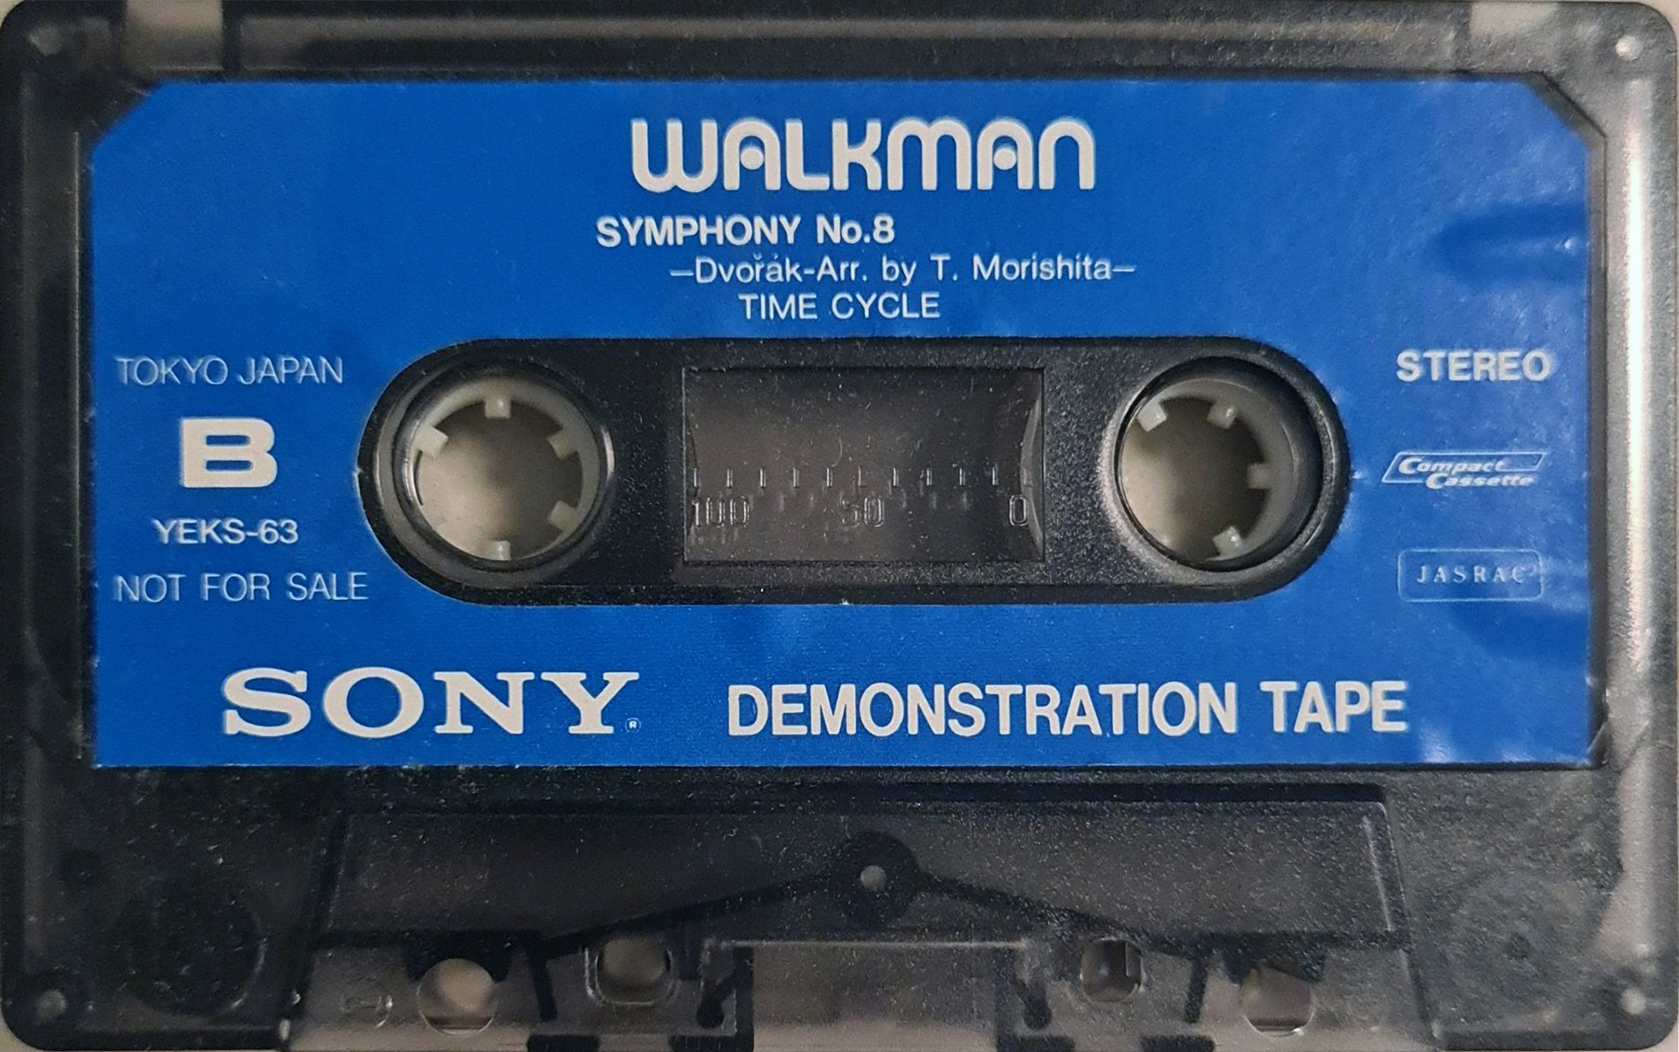 WALKMAN
SYMPHONY No.8
—Dvořák-Arr. by T. Morishita—
TIME CYCLE
TOKYO JAPAN
B
YEKS-63
NOT FOR SALE
100 50 0
STEREO
Compact
Cassette
JASRAC
SONY®
DEMONSTRATION TAPE